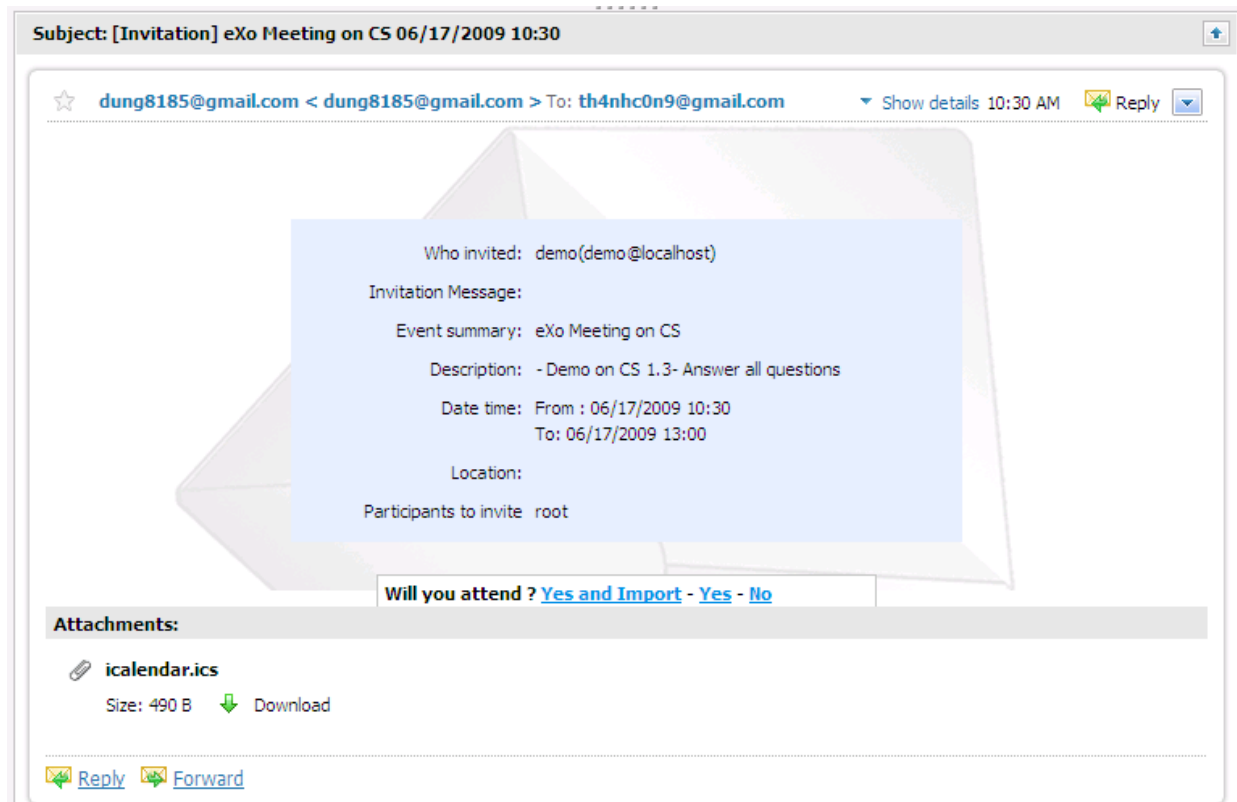 Subject: [Invitation] eXo Meeting on CS 06/17/2009 10:30
dung8185@gmail.com < dung8185@gmail.com > To: th4nhc0n9@gmail.com Show details 10:30 AM Reply
Who invited: demo(demo@localhost)
Invitation Message:
Event summary: eXo Meeting on CS
Description: - Demo on CS 1.3- Answer all questions
Date time: From : 06/17/2009 10:30
To: 06/17/2009 13:00
Location:
Participants to invite root
Will you attend ? Yes and Import - Yes - No
Attachments:
icalendar.ics
Size: 490 B Download
Reply Forward